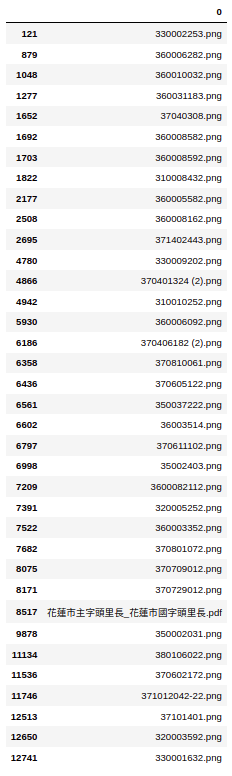 0
121 330002253.png
879 360006282.png
1048 360010032.png
1277 360031183.png
1652 37040308.png
1692 360008582.png
1703 360008592.png
1822 310008432.png
2177 360005582.png
2508 360008162.png
2695 371402443.png
4780 330009202.png
4866 370401324 (2).png
4942 310010252.png
5930 360006092.png
6186 370406182 (2).png
6358 370810061.png
6436 370605122.png
6561 350037222.png
6602 36003514.png
6797 370611102.png
6998 35002403.png
7209 3600082112.png
7391 320005252.png
7522 360003352.png
7682 370801072.png
8075 370709012.png
8171 370729012.png
8517 花蓮市主字頭里長_花蓮市國字頭里長.pdf
9878 350002031.png
11134 380106022.png
11536 370602172.png
11746 371012042-22.png
12513 37101401.png
12650 320003592.png
12741 330001632.png